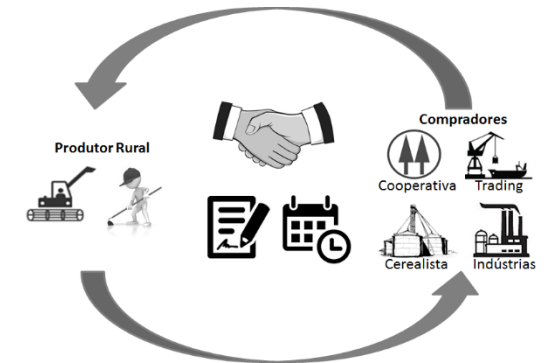 Compradores
Produtor Rural
Cooperativa
Trading
Cerealista
Indústrias